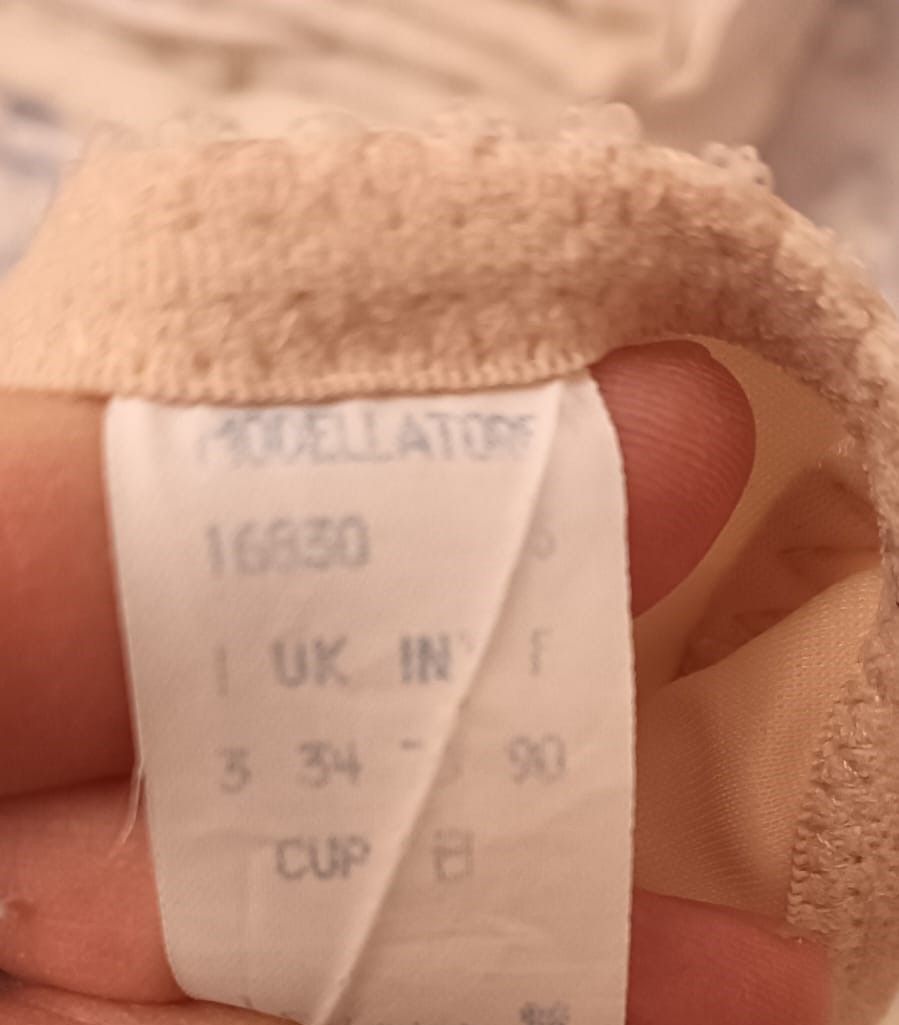 MODELLATORE
16830
I UK IN F
3 34 90
CUP B